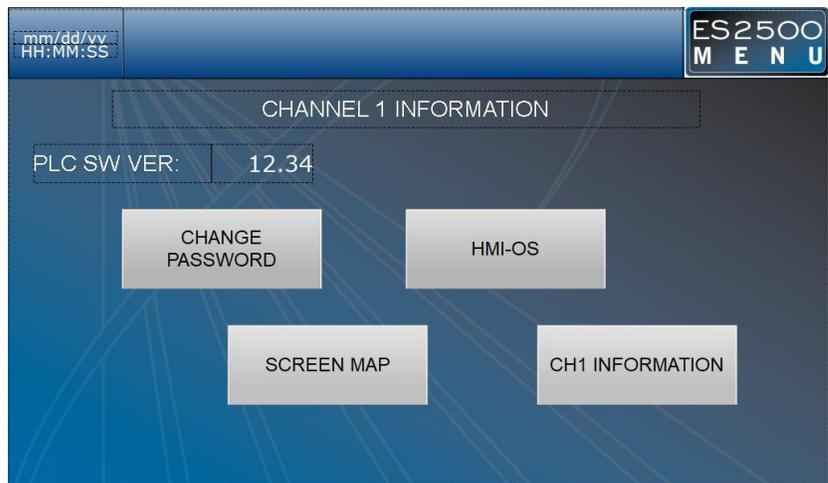 mm/dd/yy
HH:MM:SS
ES2500
MENU
CHANNEL 1 INFORMATION
PLC SW VER: 12.34
CHANGE
PASSWORD
HMI-OS
SCREEN MAP
CH1 INFORMATION